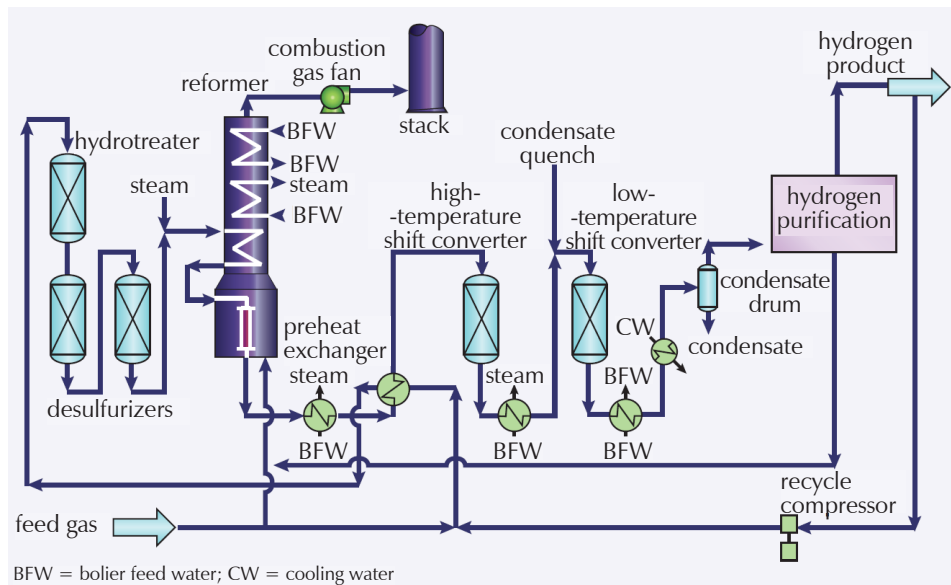 combustion
gas fan
reformer
stack
hydrogen
product
hydrotreater
BFW
BFW
steam
BFW
steam
condensate
quench
high-
-temperature
shift converter
low-
-temperature
shift converter
hydrogen
purification
condensate
drum
condensate
CW
preheat
exchanger
steam
BFW
steam
BFW
BFW
BFW
desulfurizers
recycle
compressor
feed gas
BFW = bolier feed water; CW = cooling water